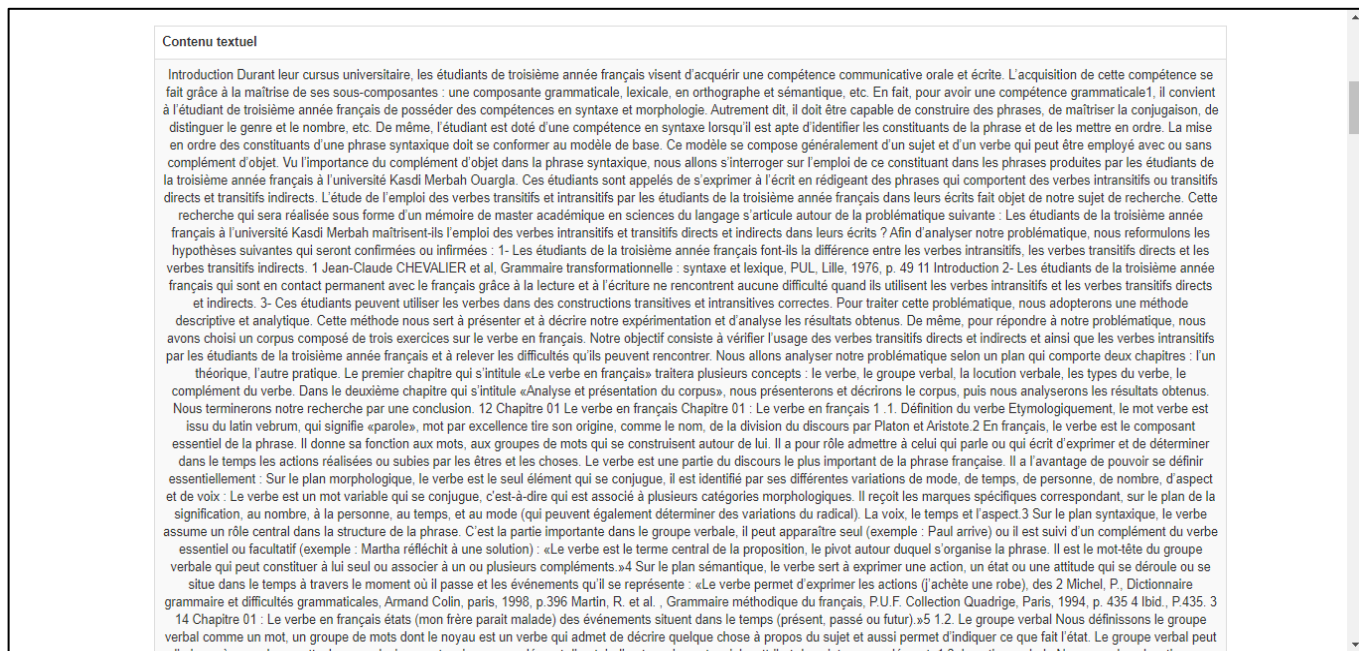 Contenu textuel
Introduction Durant leur cursus universitaire, les étudiants de troisième année français visent d'acquérir une compétence communicative orale et écrite. L'acquisition de cette compétence se
fait grâce à la maîtrise de ses sous-composantes : une composante grammaticale, lexicale, en orthographe et sémantique, etc. En fait, pour avoir une compétence grammaticale1, il convient
à l'étudiant de troisième année français de posséder des compétences en syntaxe et morphologie. Autrement dit, il doit être capable de construire des phrases, de maîtriser la conjugaison, de
distinguer le genre et le nombre, etc. De même, l'étudiant est doté d'une compétence en syntaxe lorsqu'il est apte d'identifier les constituants de la phrase et de les mettre en ordre. La mise
en ordre des constituants d'une phrase syntaxique doit se conformer au modèle de base. Ce modèle se compose généralement d'un sujet et d'un verbe qui peut être employé avec ou sans
complément d'objet. Vu l'importance du complément d'objet dans la phrase syntaxique, nous allons s'interroger sur l'emploi de ce constituant dans les phrases produites par les étudiants de
la troisième année français à l'université Kasdi Merbah Ouargla. Ces étudiants sont appelés de s'exprimer à l'écrit en rédigeant des phrases qui comportent des verbes intransitifs ou transitifs
directs et transitifs indirects. L'étude de l'emploi des verbes transitifs et intransitifs par les étudiants de la troisième année français dans leurs écrits fait objet de notre sujet de recherche. Cette
recherche qui sera réalisée sous forme d'un mémoire de master académique en sciences du langage s'articule autour de la problématique suivante : Les étudiants de la troisième année
français à l'université Kasdi Merbah maîtrisent-ils l'emploi des verbes intransitifs et transitifs directs et indirects dans leurs écrits ? Afin d'analyser notre problématique, nous reformulons les
hypothèses suivantes qui seront confirmées ou infirmées : 1- Les étudiants de la troisième année français font-ils la différence entre les verbes intransitifs, les verbes transitifs directs et les
verbes transitifs indirects. 1 Jean-Claude CHEVALIER et al, Grammaire transformationnelle : syntaxe et lexique, PUL, Lille, 1976, p. 49 11 Introduction 2- Les étudiants de la troisième année
français qui sont en contact permanent avec le français grâce à la lecture et à l'écriture ne rencontrent aucune difficulté quand ils utilisent les verbes intransitifs et les verbes transitifs directs
et indirects. 3- Ces étudiants peuvent utiliser les verbes dans des constructions transitives et intransitives correctes. Pour traiter cette problématique, nous adopterons une méthode
descriptive et analytique. Cette méthode nous sert à présenter et à décrire notre expérimentation et d'analyse les résultats obtenus. De même, pour répondre à notre problématique, nous
avons choisi un corpus composé de trois exercices sur le verbe en français. Notre objectif consiste à vérifier l'usage des verbes transitifs directs et indirects et ainsi que les verbes intransitifs
par les étudiants de la troisième année français et à relever les difficultés qu'ils peuvent rencontrer. Nous allons analyser notre problématique selon un plan qui comporte deux chapitres : l'un
théorique, l'autre pratique. Le premier chapitre qui s'intitule «Le verbe en français» traitera plusieurs concepts : le verbe, le groupe verbal, la locution verbale, les types du verbe, le
complément du verbe. Dans le deuxième chapitre qui s'intitule «Analyse et présentation du corpus», nous présenterons et décrirons le corpus, puis nous analyserons les résultats obtenus.
Nous terminerons notre recherche par une conclusion. 12 Chapitre 01 Le verbe en français Chapitre 01 : Le verbe en français 1 .1. Définition du verbe Etymologiquement, le mot verbe est
issu du latin vebrum, qui signifie «parole», mot par excellence tire son origine, comme le nom, de la division du discours par Platon et Aristote.2 En français, le verbe est le composant
essentiel de la phrase. Il donne sa fonction aux mots, aux groupes de mots qui se construisent autour de lui. Il a pour rôle admettre à celui qui parle ou qui écrit d'exprimer et de déterminer
dans le temps les actions réalisées ou subies par les êtres et les choses. Le verbe est une partie du discours le plus important de la phrase française. Il a l'avantage de pouvoir se définir
essentiellement : Sur le plan morphologique, le verbe est le seul élément qui se conjugue, il est identifié par ses différentes variations de mode, de temps, de personne, de nombre, d'aspect
et de voix : Le verbe est un mot variable qui se conjugue, c'est-à-dire qui est associé à plusieurs catégories morphologiques. Il reçoit les marques spécifiques correspondant, sur le plan de la
signification, au nombre, à la personne, au temps, et au mode (qui peuvent également déterminer des variations du radical). La voix, le temps et l'aspect.3 Sur le plan syntaxique, le verbe
assume un rôle central dans la structure de la phrase. C'est la partie importante dans le groupe verbale, il peut apparaître seul (exemple : Paul arrive) ou il est suivi d'un complément du verbe
essentiel ou facultatif (exemple : Martha réfléchit à une solution) : «Le verbe est le terme central de la proposition, le pivot autour duquel s'organise la phrase. Il est le mot-tête du groupe
verbale qui peut constituer à lui seul ou associer à un ou plusieurs compléments.»4 Sur le plan sémantique, le verbe sert à exprimer une action, un état ou une attitude qui se déroule ou se
situe dans le temps à travers le moment où il passe et les événements qu'il se représente : «Le verbe permet d'exprimer les actions (j'achète une robe), des 2 Michel, P., Dictionnaire
grammaire et difficultés grammaticales, Armand Colin, paris, 1998, p.396 Martin, R. et al. , Grammaire méthodique du français, P.U.F. Collection Quadrige, Paris, 1994, p. 435 4 Ibid., P.435. 3
14 Chapitre 01 : Le verbe en français états (mon frère parait malade) des événements situent dans le temps (présent, passé ou futur).»5 1.2. Le groupe verbal Nous définissons le groupe
verbal comme un mot, un groupe de mots dont le noyau est un verbe qui admet de décrire quelque chose à propos du sujet et aussi permet d'indiquer ce que fait l'état. Le groupe verbal peut